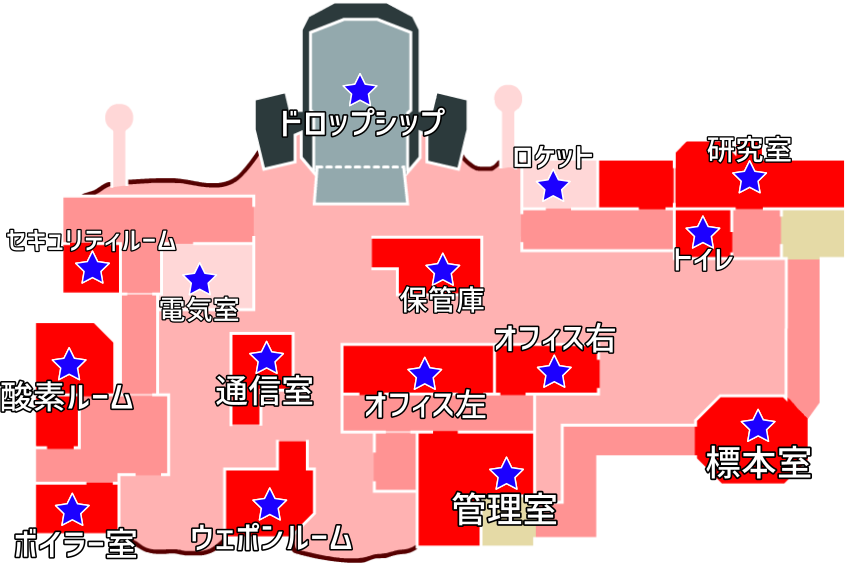 ドロップシップ
ロケット
研究室
セキュリティルーム
トイレ
電気室
保管庫
オフィス右
通信室
酸素ルーム
オフィス左
標本室
管理室
ウェポンルーム
ボイラー室